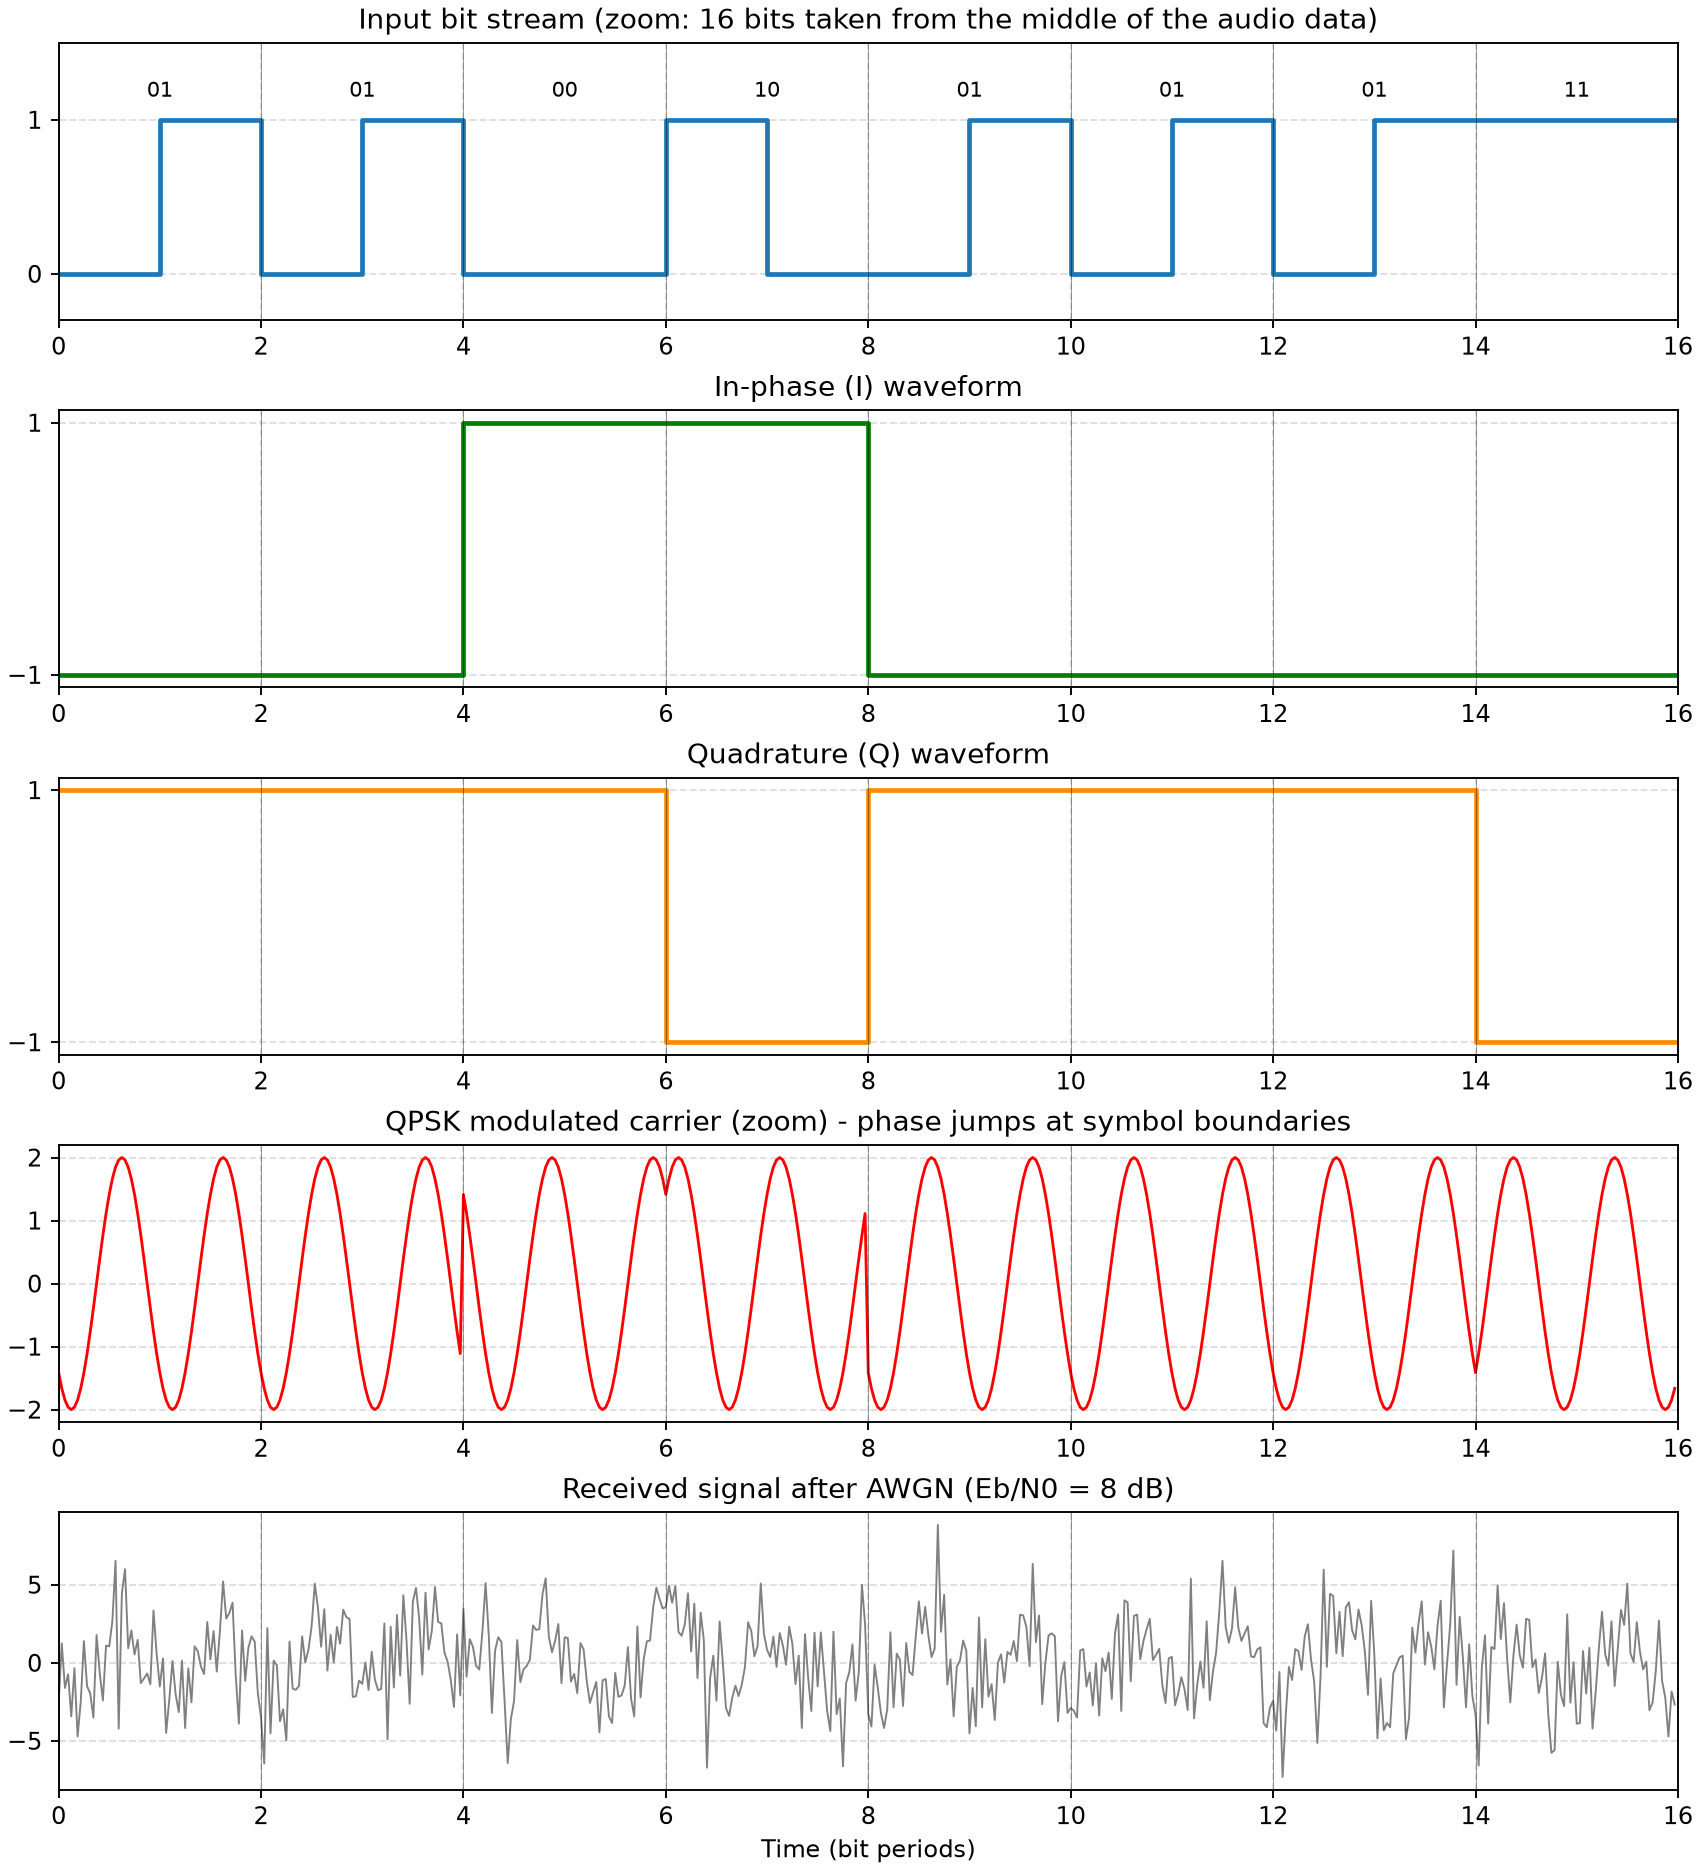 Input bit stream (zoom: 16 bits taken from the middle of the audio data)
01 01 00 10 01 01 01 11
1
0
0 2 4 6 8 10 12 14 16
In-phase (I) waveform
1
−1
0 2 4 6 8 10 12 14 16
Quadrature (Q) waveform
1
−1
0 2 4 6 8 10 12 14 16
QPSK modulated carrier (zoom) - phase jumps at symbol boundaries
2
1
0
−1
−2
0 2 4 6 8 10 12 14 16
Received signal after AWGN (Eb/N0 = 8 dB)
5
0
−5
0 2 4 6 8 10 12 14 16
Time (bit periods)